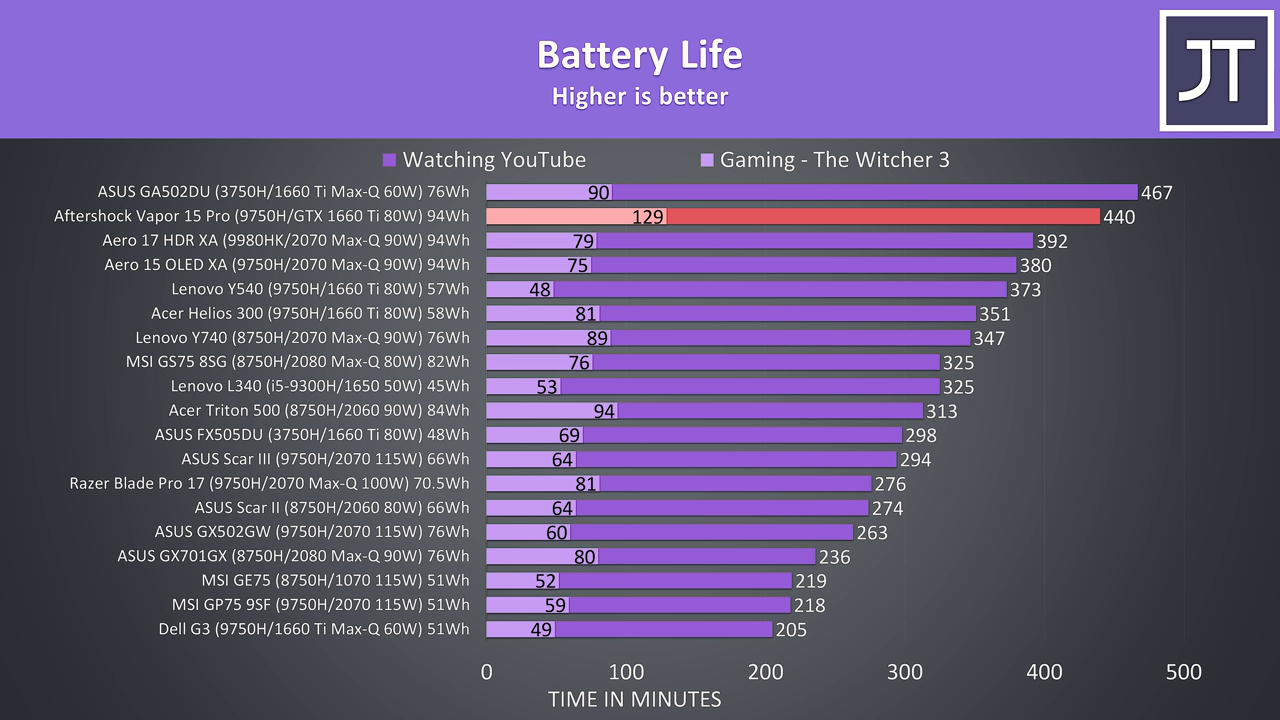 Battery Life
Higher is better
JT
Watching YouTube Gaming - The Witcher 3
ASUS GA502DU (3750H/1660 Ti Max-Q 60W) 76Wh 90 467
Aftershock Vapor 15 Pro (9750H/GTX 1660 Ti 80W) 94Wh 129 440
Aero 17 HDR XA (9980HK/2070 Max-Q 90W) 94Wh 79 392
Aero 15 OLED XA (9750H/2070 Max-Q 90W) 94Wh 75 380
Lenovo Y540 (9750H/1660 Ti 80W) 57Wh 48 373
Acer Helios 300 (9750H/1660 Ti 80W) 58Wh 81 351
Lenovo Y740 (8750H/2070 Max-Q 90W) 76Wh 89 347
MSI GS75 8SG (8750H/2080 Max-Q 80W) 82Wh 76 325
Lenovo L340 (i5-9300H/1650 50W) 45Wh 53 325
Acer Triton 500 (8750H/2060 90W) 84Wh 94 313
ASUS FX505DU (3750H/1660 Ti 80W) 48Wh 69 298
ASUS Scar III (9750H/2070 115W) 66Wh 64 294
Razer Blade Pro 17 (9750H/2070 Max-Q 100W) 70.5Wh 81 276
ASUS Scar II (8750H/2060 80W) 66Wh 64 274
ASUS GX502GW (9750H/2070 115W) 76Wh 60 263
ASUS GX701GX (8750H/2080 Max-Q 90W) 76Wh 80 236
MSI GE75 (8750H/1070 115W) 51Wh 52 219
MSI GP75 9SF (9750H/2070 115W) 51Wh 59 218
Dell G3 (9750H/1660 Ti Max-Q 60W) 51Wh 49 205
0 100 200 300 400 500
TIME IN MINUTES